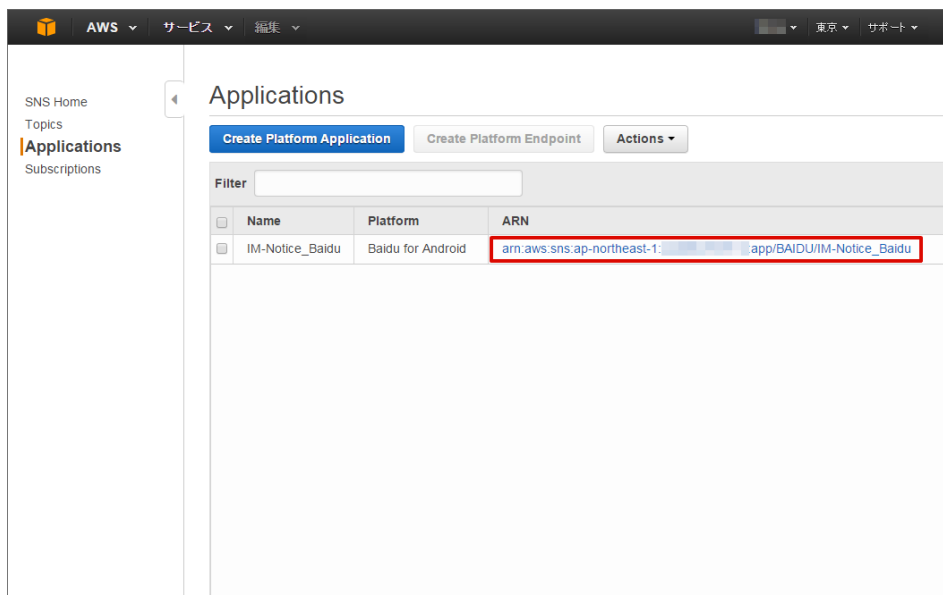 AWS サービス 編集 東京 サポート
SNS Home
Topics
Applications
Subscriptions
Applications
Create Platform Application Create Platform Endpoint Actions
Filter
Name Platform ARN
IM-Notice_Baidu Baidu for Android arn:aws:sns:ap-northeast-1: :app/BAIDU/IM-Notice_Baidu